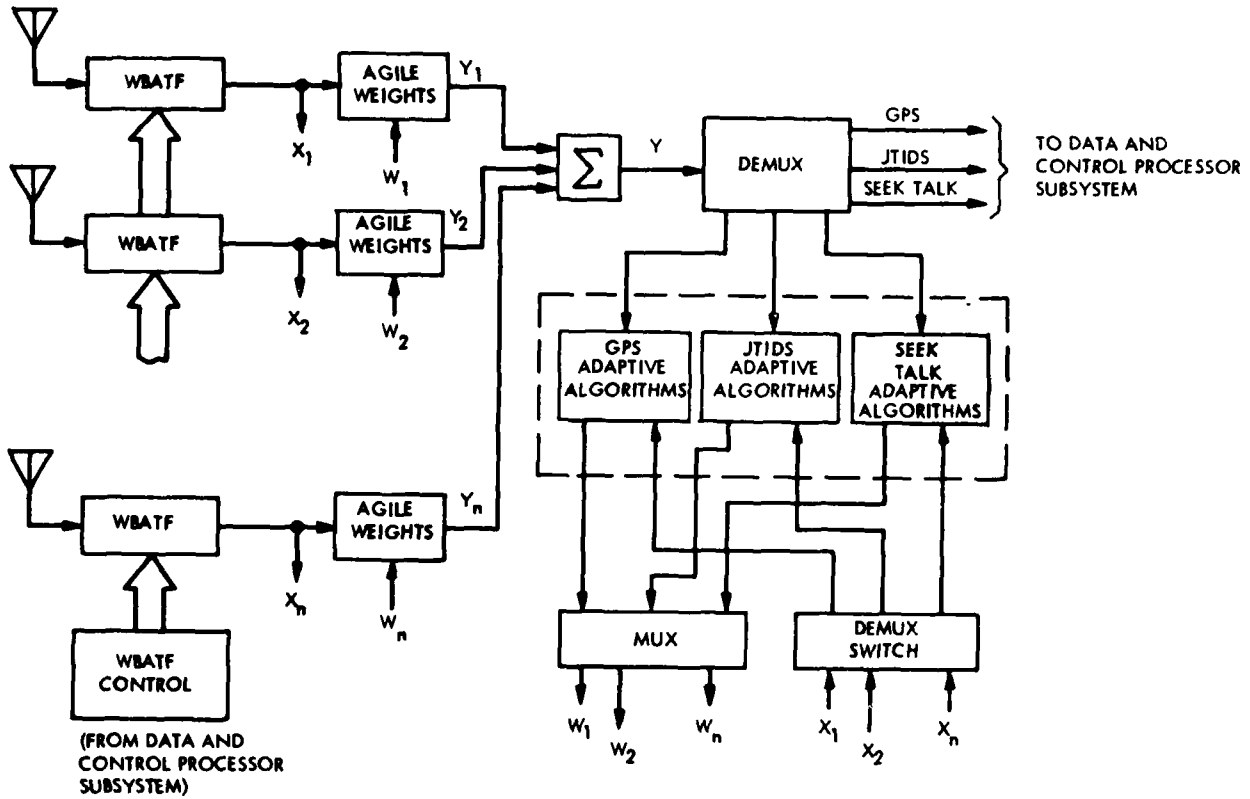 WBATF
X1
AGILE
WEIGHTS
W1
Y1
WBATF
X2
AGILE
WEIGHTS
W2
Y2
WBATF
Xn
AGILE
WEIGHTS
Wn
Yn
WBATF
CONTROL
(FROM DATA AND
CONTROL PROCESSOR
SUBSYSTEM)
Σ
Y
DEMUX
GPS
JTIDS
SEEK TALK
TO DATA AND
CONTROL PROCESSOR
SUBSYSTEM
GPS
ADAPTIVE
ALGORITHMS
JTIDS
ADAPTIVE
ALGORITHMS
SEEK
TALK
ADAPTIVE
ALGORITHMS
MUX
W1
W2
Wn
DEMUX
SWITCH
X1
X2
Xn